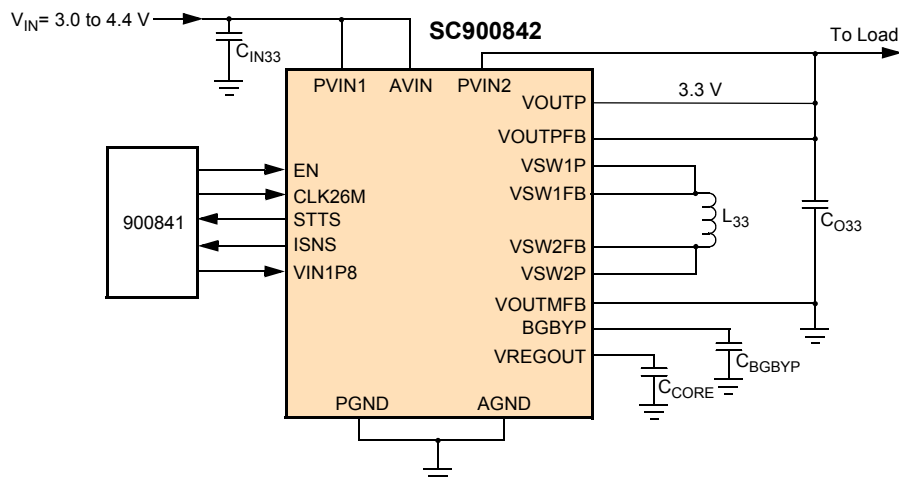 V_IN= 3.0 to 4.4 V
SC900842
To Load
C_IN33
PVIN1 AVIN PVIN2
VOUTP
3.3 V
VOUTPFB
VSW1P
EN
VSW1FB
CLK26M
900841
STTS
L_33
C_O33
ISNS
VSW2FB
VIN1P8
VSW2P
VOUTMFB
BGBYP
VREGOUT
C_BGBYP
C_CORE
PGND AGND